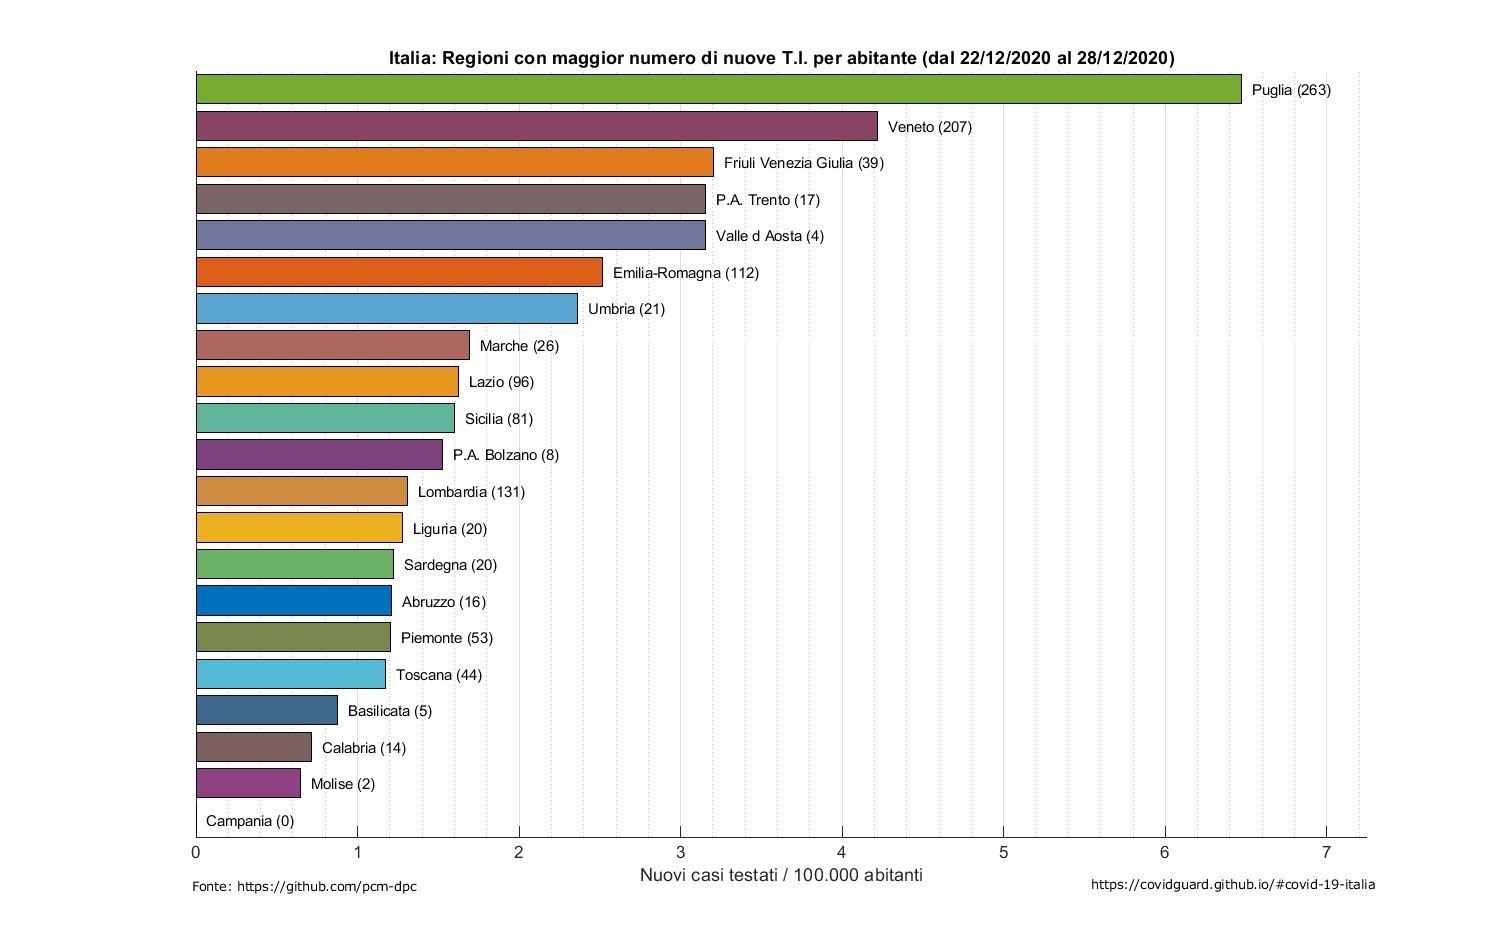 Italia: Regioni con maggior numero di nuove T.I. per abitante (dal 22/12/2020 al 28/12/2020)
Puglia (263)
Veneto (207)
Friuli Venezia Giulia (39)
P.A. Trento (17)
Valle d Aosta (4)
Emilia-Romagna (112)
Umbria (21)
Marche (26)
Lazio (96)
Sicilia (81)
P.A. Bolzano (8)
Lombardia (131)
Liguria (20)
Sardegna (20)
Abruzzo (16)
Piemonte (53)
Toscana (44)
Basilicata (5)
Calabria (14)
Molise (2)
Campania (0)
0 1 2 3 4 5 6 7
Nuovi casi testati / 100.000 abitanti
Fonte: https://github.com/pcm-dpc
https://covidguard.github.io/#covid-19-italia